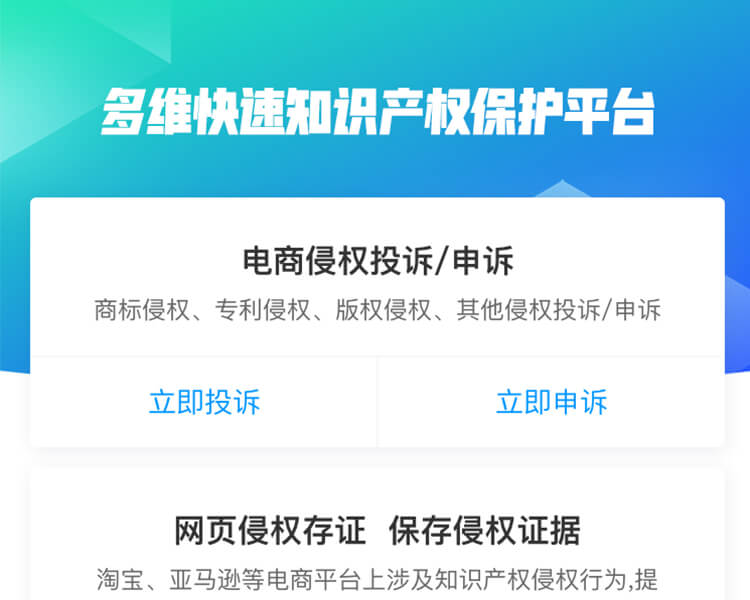 多维快速知识产权保护平台
电商侵权投诉/申诉
商标侵权、专利侵权、版权侵权、其他侵权投诉/申诉
立即投诉
立即申诉
网页侵权存证 保存侵权证据
淘宝、亚马逊等电商平台上涉及知识产权侵权行为,提